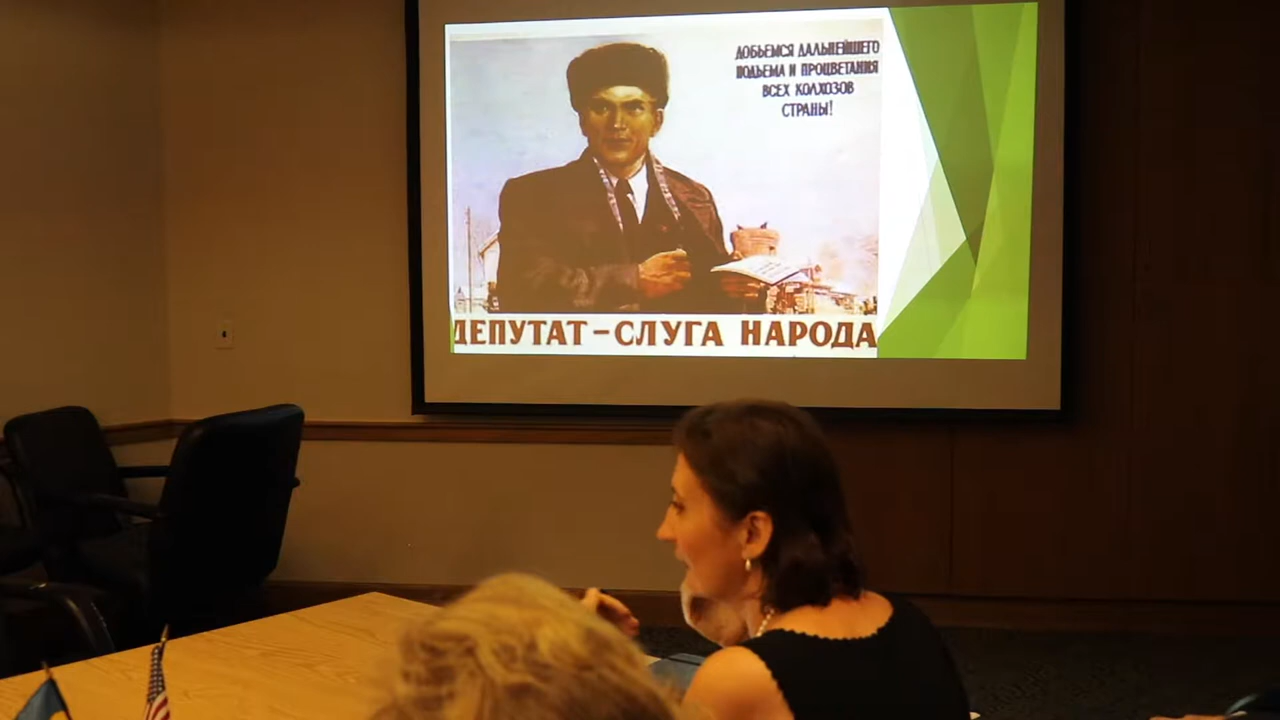 ДОБЬЕМСЯ ДАЛЬНЕЙШЕГО
ПОДЪЕМА И ПРОЦВЕТАНИЯ
ВСЕХ КОЛХОЗОВ
СТРАНЫ!
ДЕПУТАТ – СЛУГА НАРОДА